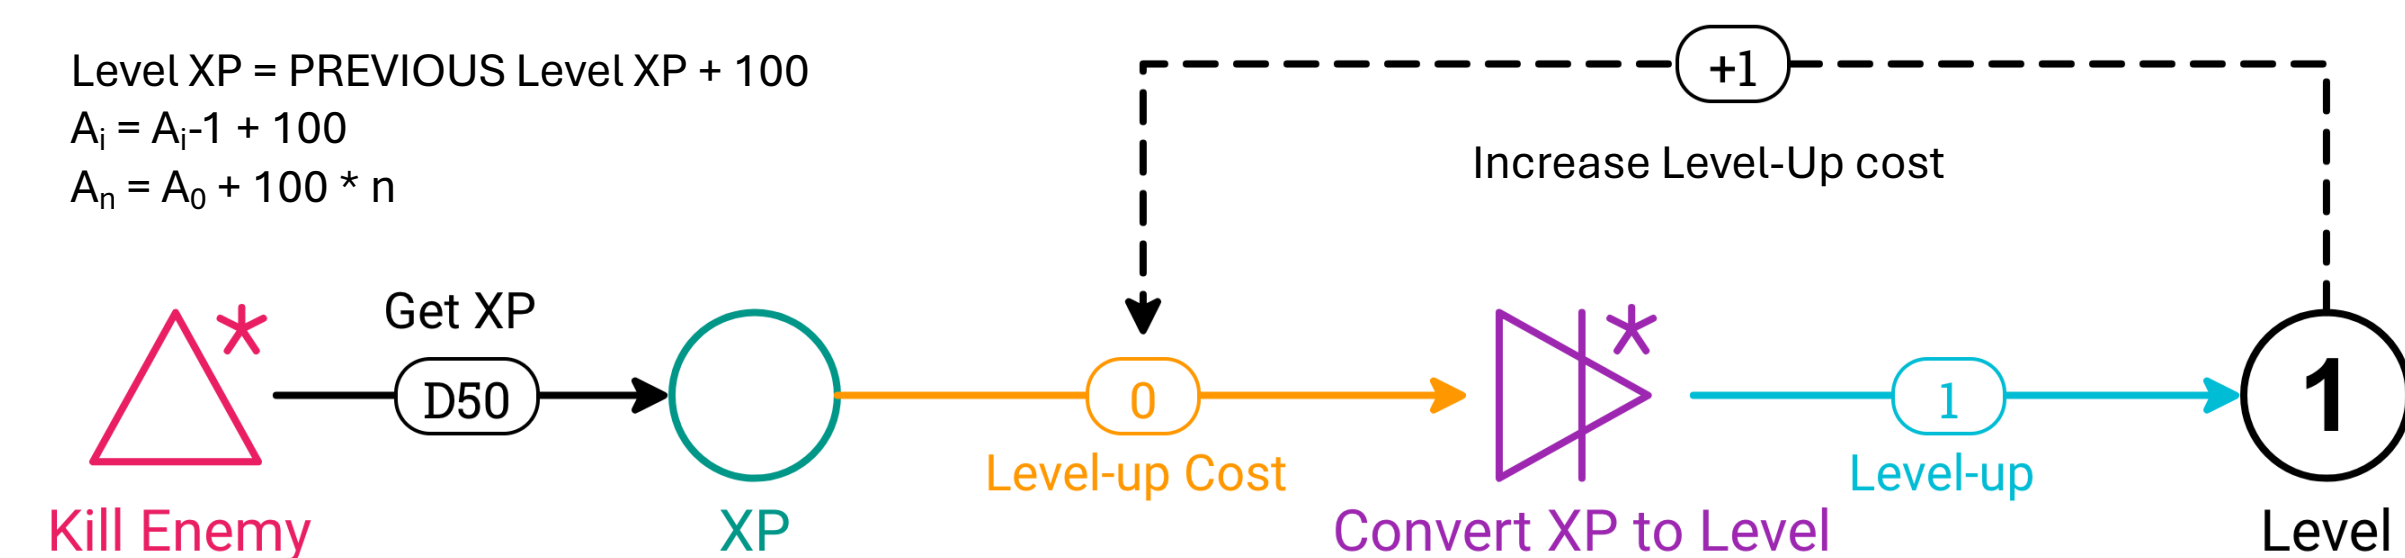 Level XP = PREVIOUS Level XP + 100
Aᵢ = Aᵢ-1 + 100
Aₙ = A₀ + 100 * n
+1
Increase Level-Up cost
Get XP
D50
0
1
1
Level-up Cost
Level-up
Kill Enemy
XP
Convert XP to Level
Level